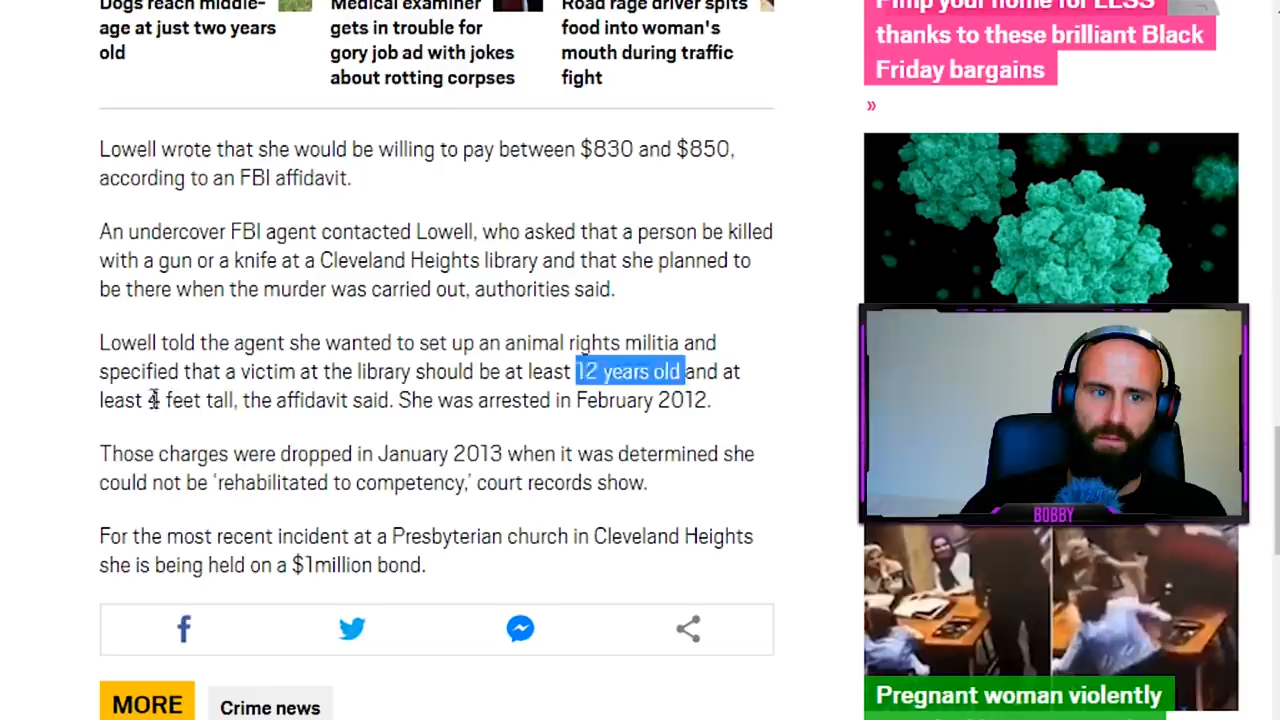 Dogs reach middle-
age at just two years
old
Medical examiner
gets in trouble for
gory job ad with jokes
about rotting corpses
Road rage driver spits
food into woman's
mouth during traffic
fight
Pimp your home for LESS
thanks to these brilliant Black
Friday bargains
»
Lowell wrote that she would be willing to pay between $830 and $850,
according to an FBI affidavit.
An undercover FBI agent contacted Lowell, who asked that a person be killed
with a gun or a knife at a Cleveland Heights library and that she planned to
be there when the murder was carried out, authorities said.
Lowell told the agent she wanted to set up an animal rights militia and
specified that a victim at the library should be at least 12 years old and at
least 4 feet tall, the affidavit said. She was arrested in February 2012.
Those charges were dropped in January 2013 when it was determined she
could not be ‘rehabilitated to competency,’ court records show.
For the most recent incident at a Presbyterian church in Cleveland Heights
she is being held on a $1million bond.
MORE
Crime news
BOBBY
Pregnant woman violently